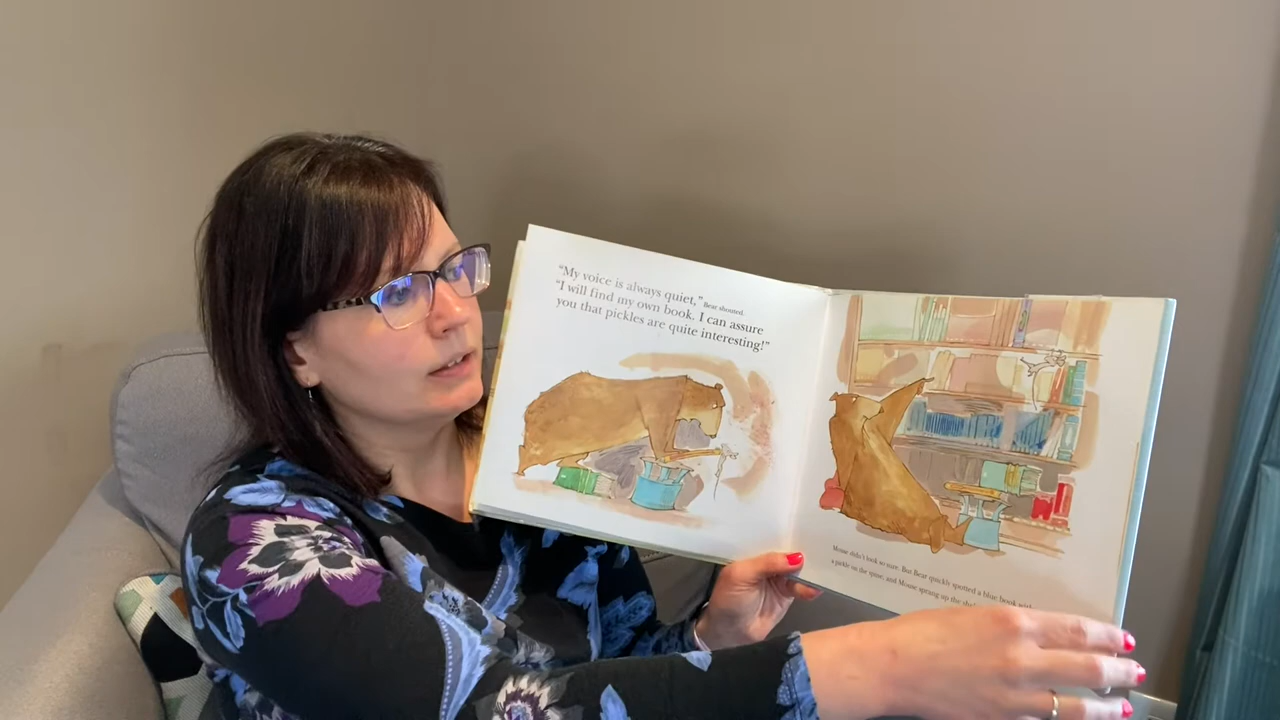 "My voice is always quiet," Bear shouted.
"I will find my own book. I can assure
you that pickles are quite interesting!"
Mouse didn't look so sure. But Bear quickly spotted a blue book with
a pickle on the spine, and Mouse sprang up the